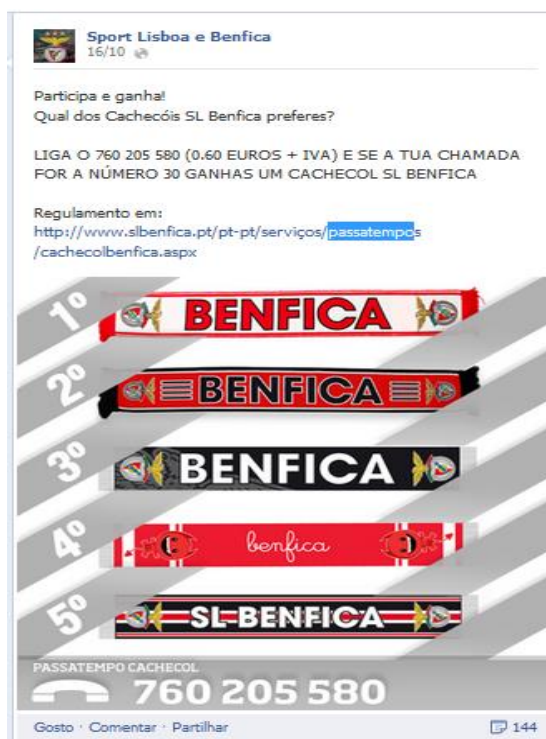 Sport Lisboa e Benfica
16/10
Participa e ganha!
Qual dos Cachecóis SL Benfica preferes?
LIGA O 760 205 580 (0.60 EUROS + IVA) E SE A TUA CHAMADA
FOR A NÚMERO 30 GANHAS UM CACHECOL SL BENFICA
Regulamento em:
http://www.slbenfica.pt/pt-pt/serviços/passatempos
/cachecolbenfica.aspx
1º
BENFICA
2º
BENFICA
3º
BENFICA
4º
benfica
5º
SL BENFICA
PASSATEMPO CACHECOL
760 205 580
Gosto · Comentar · Partilhar
144